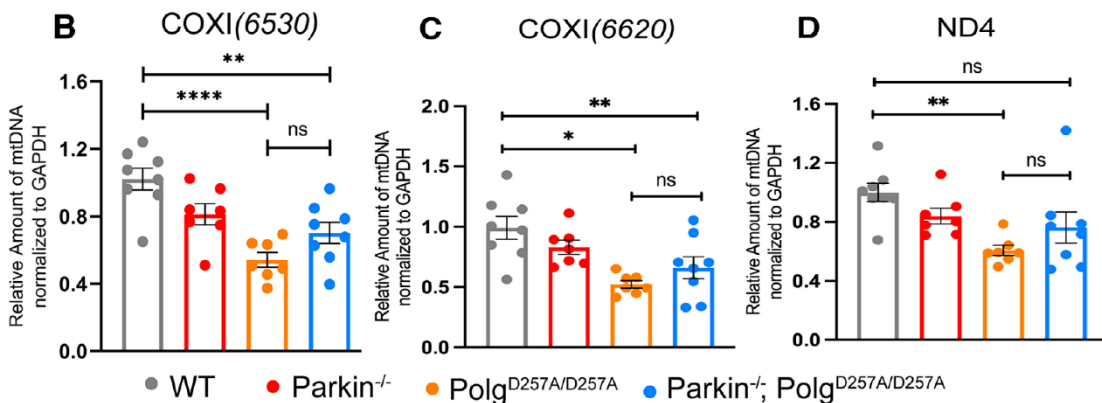 B COXI(6530)
Relative Amount of mtDNA
normalized to GAPDH
1.6
1.2
0.8
0.4
0.0
**
****
ns
C COXI(6620)
Relative Amount of mtDNA
normalized to GAPDH
2.0
1.5
1.0
0.5
0.0
**
*
ns
D ND4
Relative Amount of mtDNA
normalized to GAPDH
1.6
1.2
0.8
0.4
0.0
ns
**
ns
WT Parkin-/- PolgD257A/D257A Parkin-/-; PolgD257A/D257A